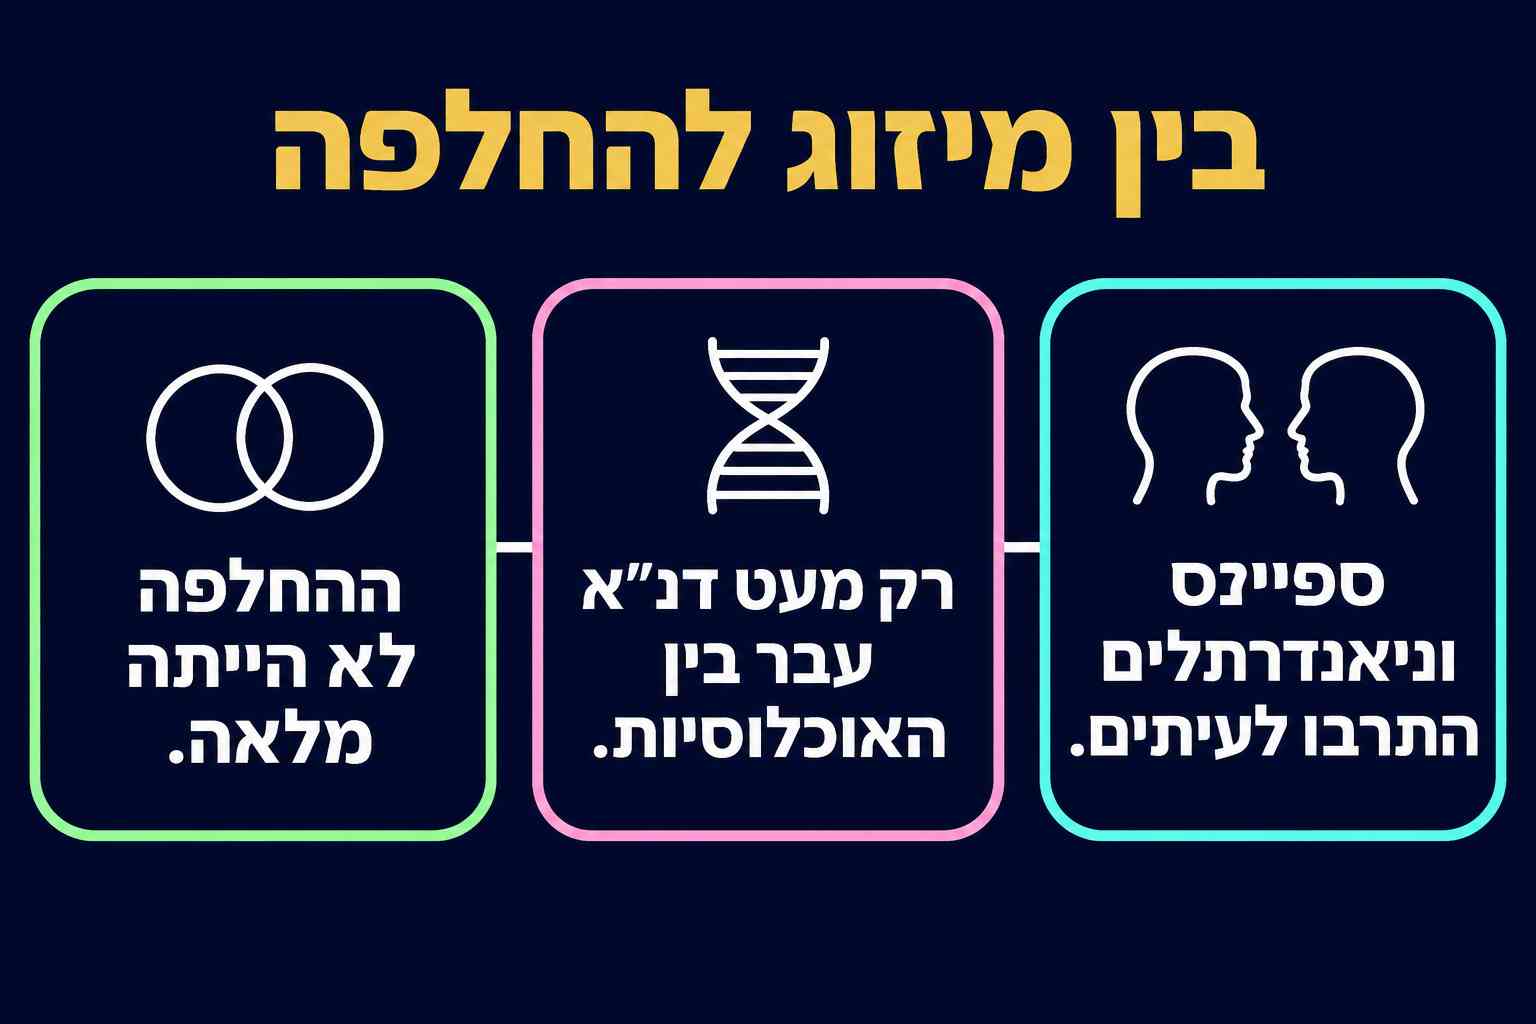 בין מיזוג להחלפה
ספיינס
וניאנדרתלים
התרבו לעיתים.
רק מעט דנ"א
עבר בין
האוכלוסיות.
ההחלפה
לא הייתה
מלאה.